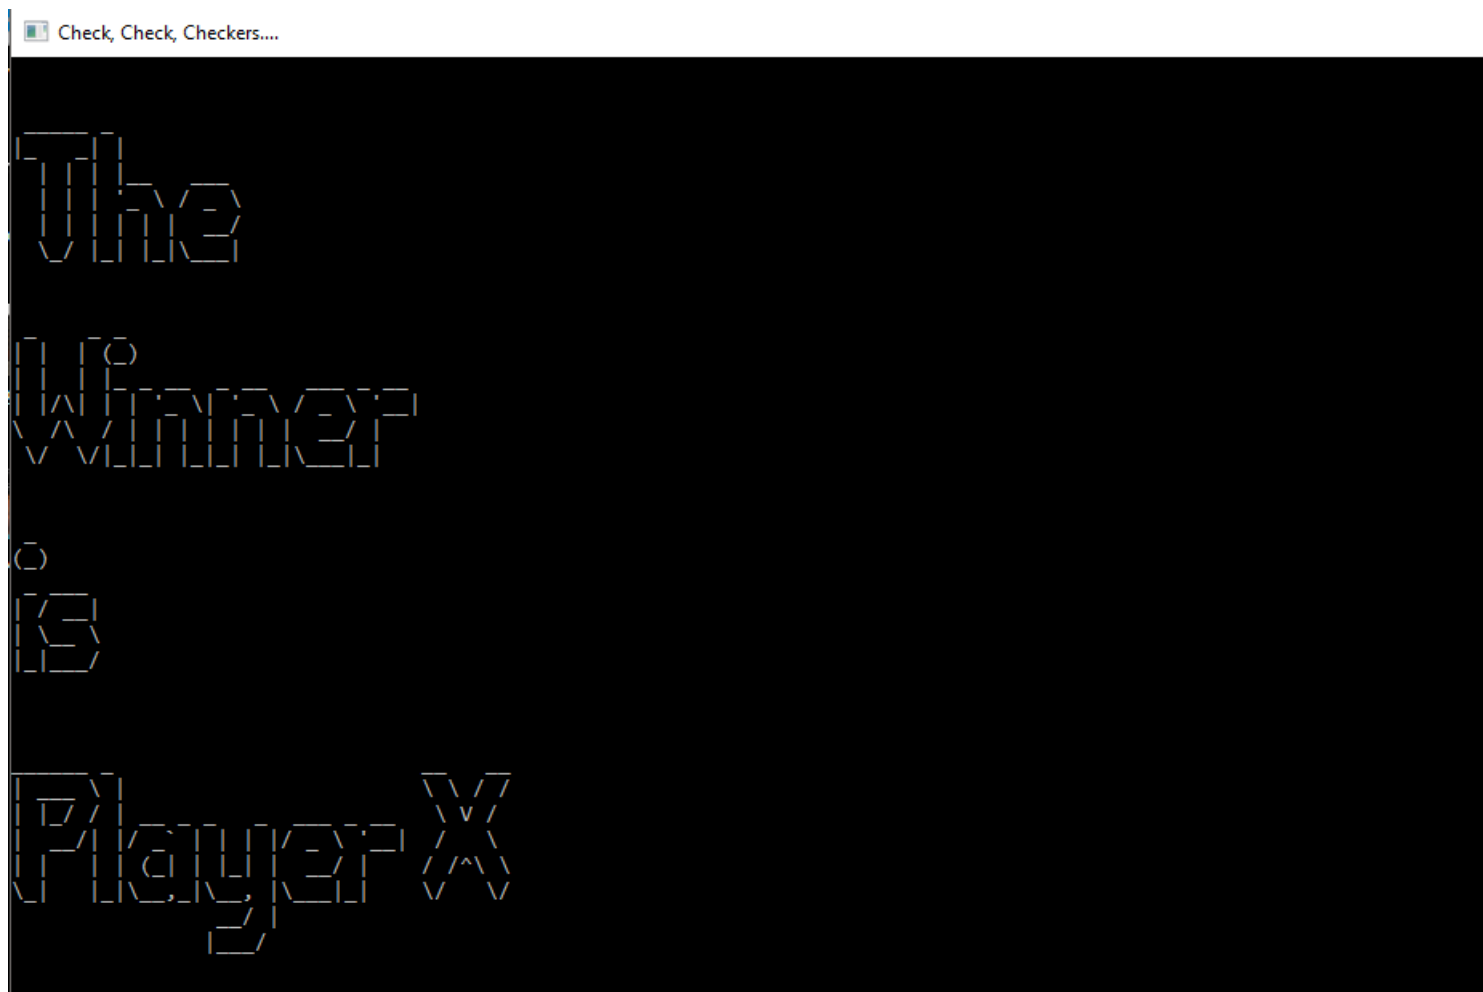 Check, Check, Checkers....
The
Winner
is
Player X